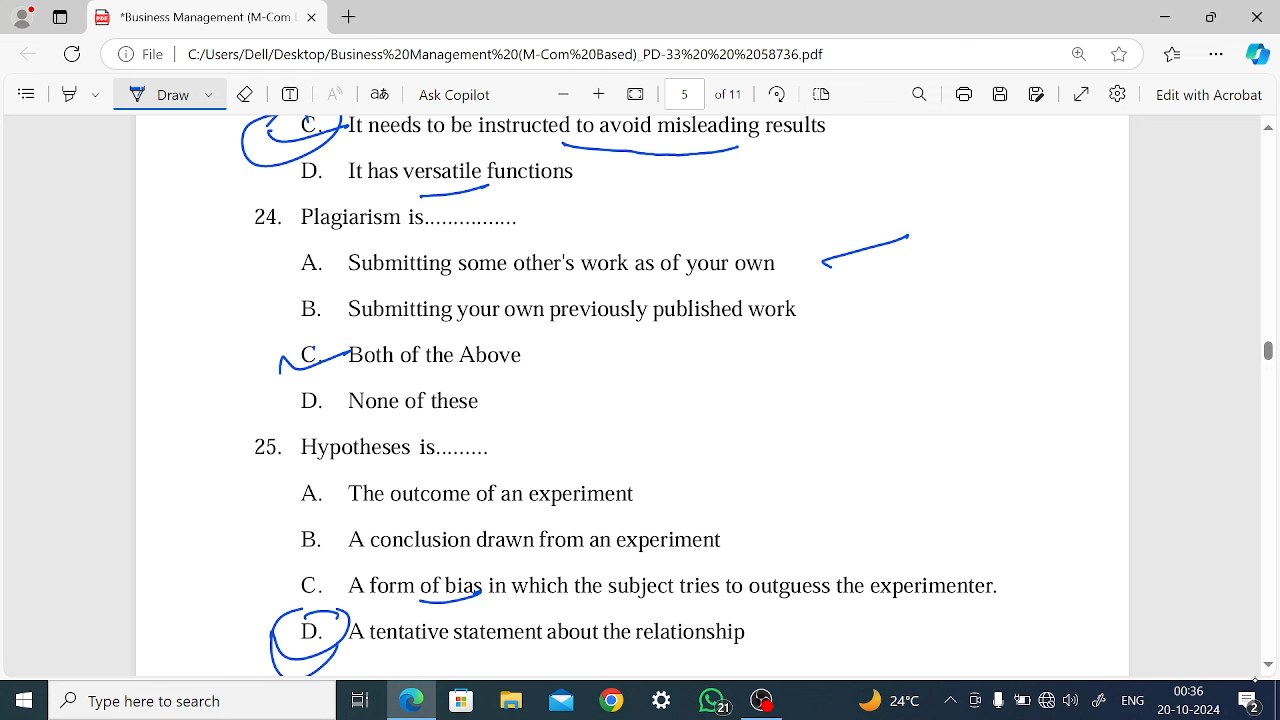 *Business Management (M-Com
File
C:/Users/Dell/Desktop/Business%20Management%20(M-Com%20Based)_PD-33%20%20%2058736.pdf
Draw
Ask Copilot
5 of 11
Edit with Acrobat
C. It needs to be instructed to avoid misleading results
D. It has versatile functions
24. Plagiarism is................
A. Submitting some other's work as of your own
B. Submitting your own previously published work
C. Both of the Above
D. None of these
25. Hypotheses is.........
A. The outcome of an experiment
B. A conclusion drawn from an experiment
C. A form of bias in which the subject tries to outguess the experimenter.
D. A tentative statement about the relationship
Type here to search
21
24°C
ENG
00:36
20-10-2024
2